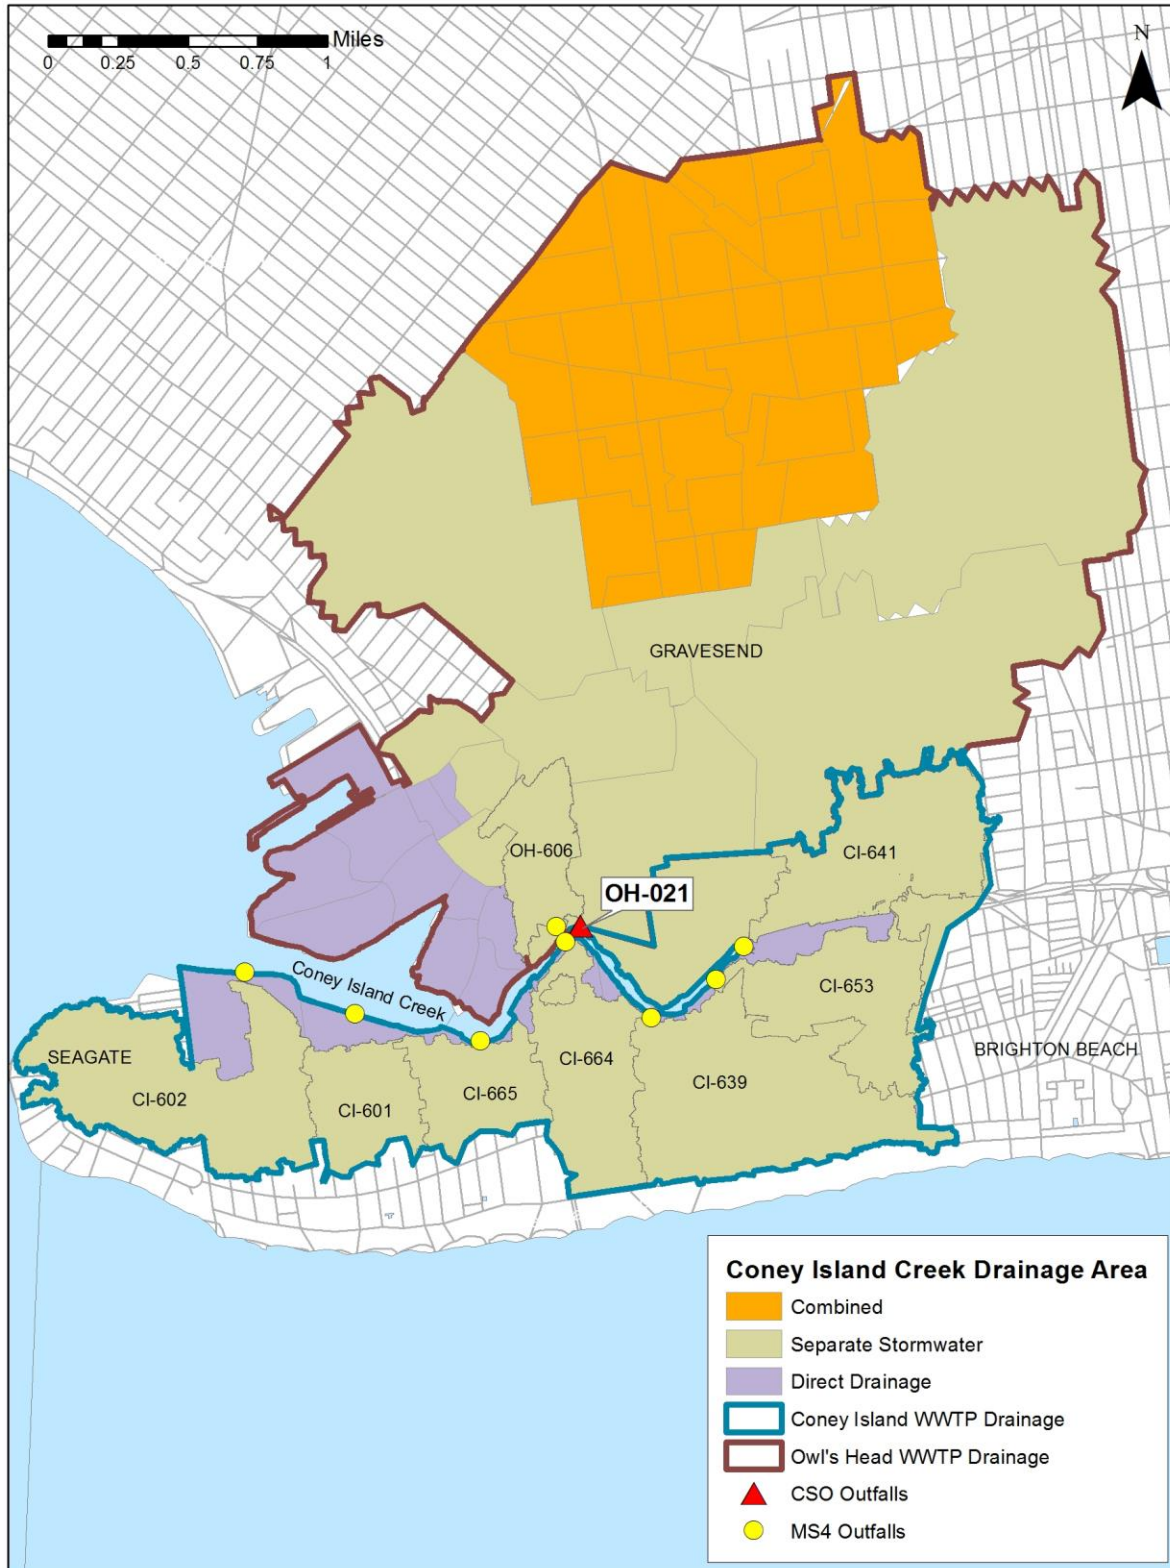 Miles
0 0.25 0.5 0.75 1
N
GRAVESEND
OH-606
CI-641
OH-021
Coney Island Creek
CI-653
SEAGATE
BRIGHTON BEACH
CI-602
CI-601
CI-665
CI-664
CI-639
Coney Island Creek Drainage Area
Combined
Separate Stormwater
Direct Drainage
Coney Island WWTP Drainage
Owl's Head WWTP Drainage
CSO Outfalls
MS4 Outfalls